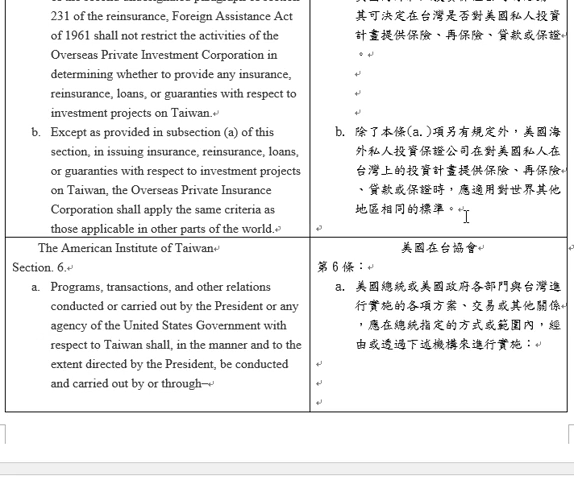 231 of the reinsurance, Foreign Assistance Act
of 1961 shall not restrict the activities of the
Overseas Private Investment Corporation in
determining whether to provide any insurance,
reinsurance, loans, or guaranties with respect to
investment projects on Taiwan.
b. Except as provided in subsection (a) of this
section, in issuing insurance, reinsurance, loans,
or guaranties with respect to investment projects
on Taiwan, the Overseas Private Insurance
Corporation shall apply the same criteria as
those applicable in other parts of the world.
其可決定在台灣是否對美國私人投資
計畫提供保險、再保險、貸款或保證
。
b. 除了本條(a.)項另有規定外，美國海
外私人投資保證公司在對美國私人在
台灣上的投資計畫提供保險、再保險
、貸款或保證時，應適用對世界其他
地區相同的標準。
The American Institute of Taiwan
Section. 6.
a. Programs, transactions, and other relations
conducted or carried out by the President or any
agency of the United States Government with
respect to Taiwan shall, in the manner and to the
extent directed by the President, be conducted
and carried out by or through—
美國在台協會
第 6 條：
a. 美國總統或美國政府各部門與台灣進
行實施的各項方案、交易或其他關係
，應在總統指定的方式或範圍內，經
由或透過下述機構來進行實施：